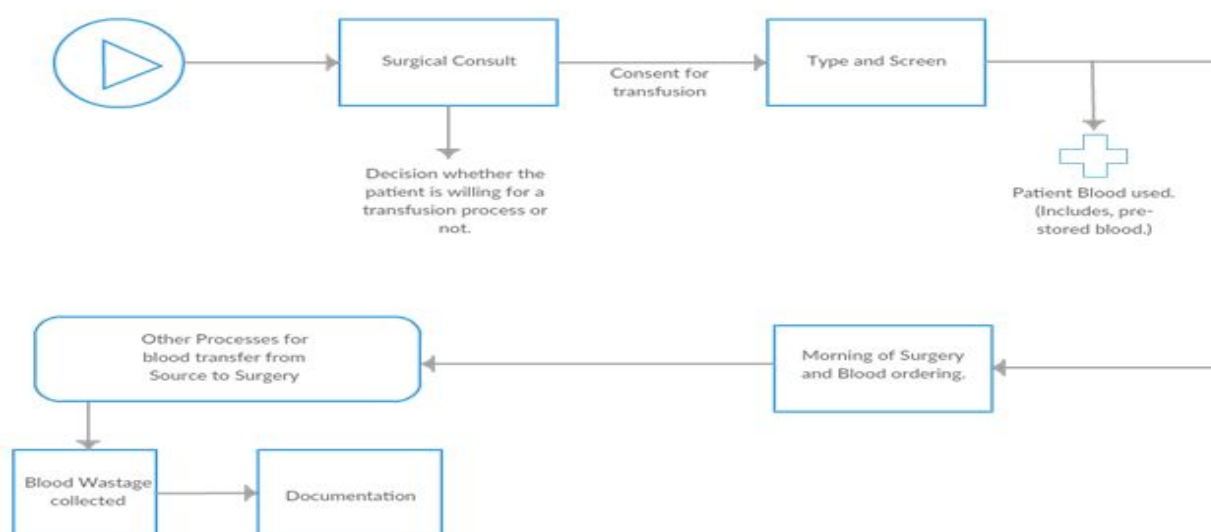 Surgical Consult
Consent for
transfusion
Type and Screen
Decision whether the
patient is willing for a
transfusion process or
not.
Patient Blood used.
(Includes, pre-
stored blood.)
Other Processes for
blood transfer from
Source to Surgery
Morning of Surgery
and Blood ordering.
Blood Wastage
collected
Documentation